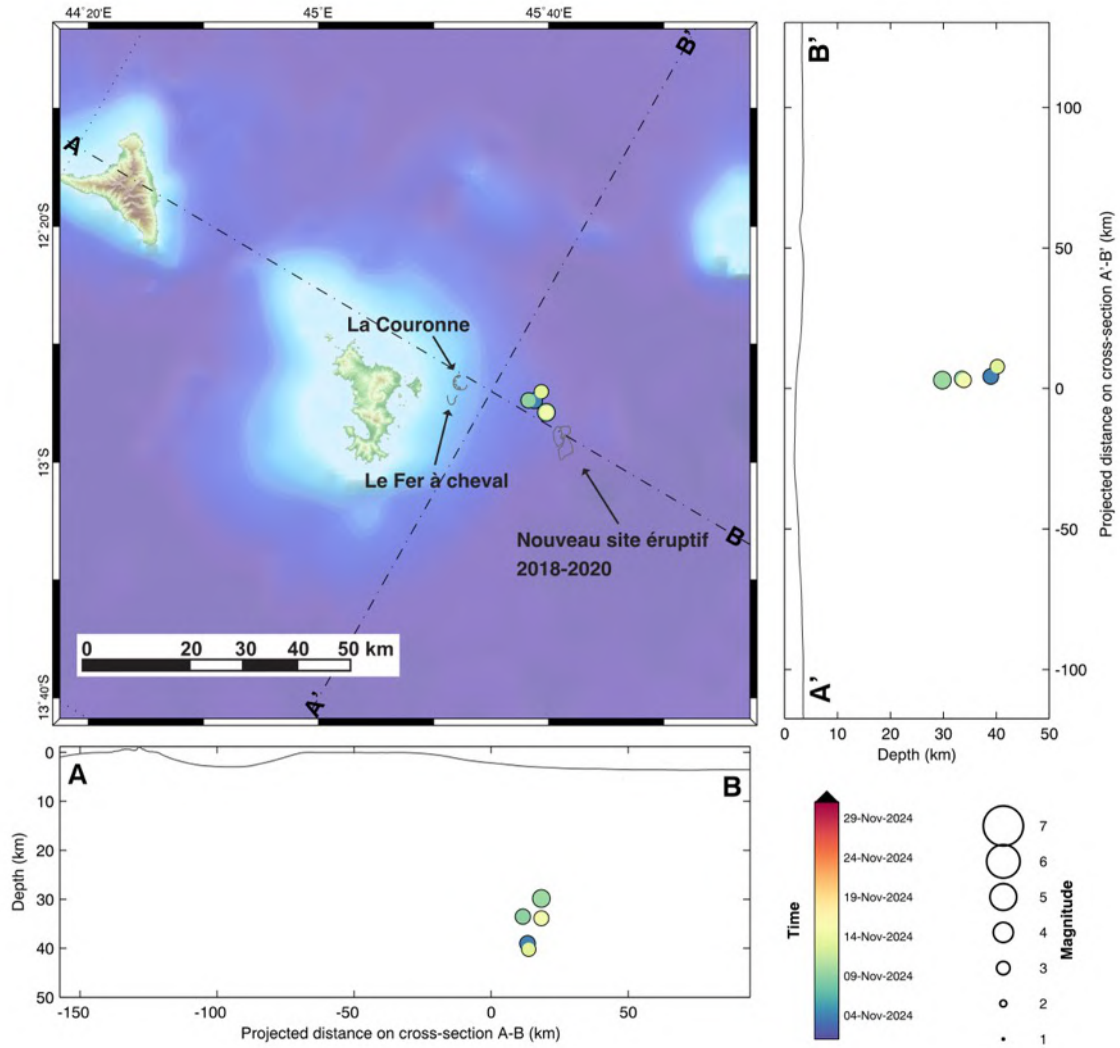 44°20'E
45°E
45°40'E
12°20'S
13°S
13°40'S
A
B'
La Couronne
Le Fer à cheval
Nouveau site éruptif
2018-2020
B
A'
0 20 30 40 50 km
B'
A'
100
50
0
-50
-100
Projected distance on cross-section A'-B' (km)
0 10 20 30 40 50
Depth (km)
A
B
0
10
20
30
40
50
Depth (km)
-150 -100 -50 0 50
Projected distance on cross-section A-B (km)
Time
29-Nov-2024
24-Nov-2024
19-Nov-2024
14-Nov-2024
09-Nov-2024
04-Nov-2024
7
6
5
4
3
2
1
Magnitude